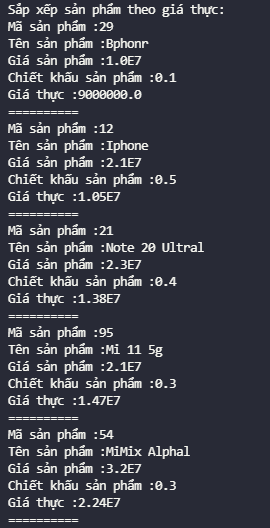 Sắp xếp sản phẩm theo giá thực:
Mã sản phẩm :29
Tên sản phẩm :Bphonr
Giá sản phẩm :1.0E7
Chiết khấu sản phẩm :0.1
Giá thực :9000000.0
==========
Mã sản phẩm :12
Tên sản phẩm :Iphone
Giá sản phẩm :2.1E7
Chiết khấu sản phẩm :0.5
Giá thực :1.05E7
==========
Mã sản phẩm :21
Tên sản phẩm :Note 20 Ultral
Giá sản phẩm :2.3E7
Chiết khấu sản phẩm :0.4
Giá thực :1.38E7
==========
Mã sản phẩm :95
Tên sản phẩm :Mi 11 5g
Giá sản phẩm :2.1E7
Chiết khấu sản phẩm :0.3
Giá thực :1.47E7
==========
Mã sản phẩm :54
Tên sản phẩm :MiMix Alphal
Giá sản phẩm :3.2E7
Chiết khấu sản phẩm :0.3
Giá thực :2.24E7
==========